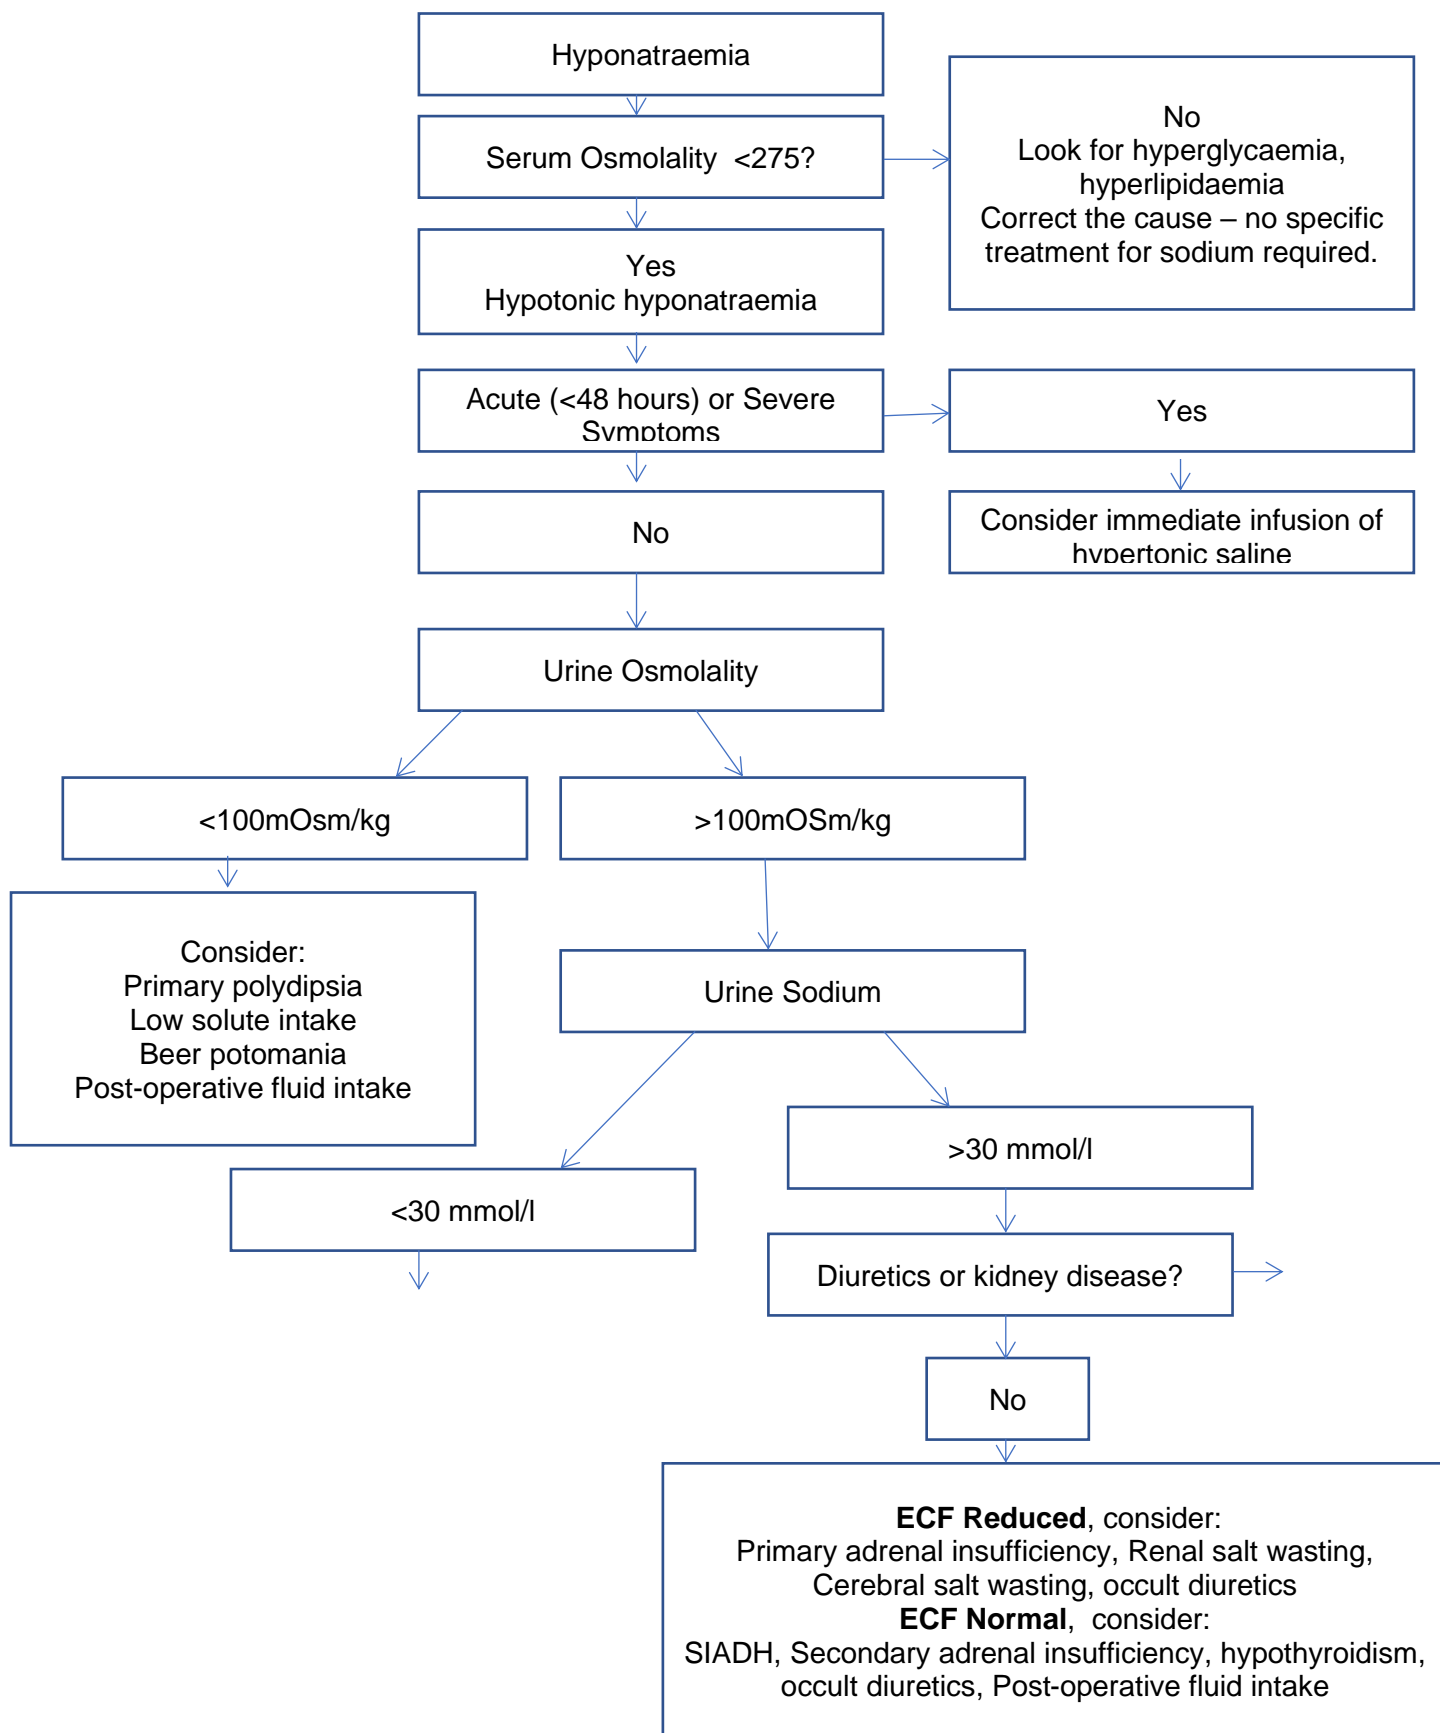 Hyponatraemia
Serum Osmolality <275?
No
Look for hyperglycaemia,
hyperlipidaemia
Correct the cause – no specific
treatment for sodium required.
Yes
Hypotonic hyponatraemia
Acute (<48 hours) or Severe
Symptoms
Yes
No
Consider immediate infusion of
hypertonic saline
Urine Osmolality
<100mOsm/kg
>100mOSm/kg
Consider:
Primary polydipsia
Low solute intake
Beer potomania
Post-operative fluid intake
Urine Sodium
>30 mmol/l
<30 mmol/l
Diuretics or kidney disease?
No
ECF Reduced, consider:
Primary adrenal insufficiency, Renal salt wasting,
Cerebral salt wasting, occult diuretics
ECF Normal, consider:
SIADH, Secondary adrenal insufficiency, hypothyroidism,
occult diuretics, Post-operative fluid intake